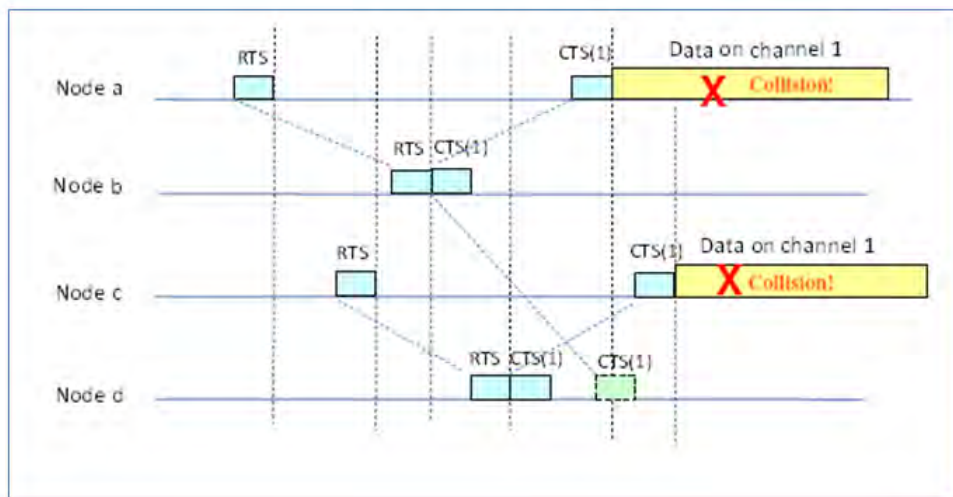 RTS
CTS(1)
Data on channel 1
Node a
X
Collision!
RTS
CTS(1)
Node b
RTS
CTS(1)
Data on channel 1
Node c
X
Collision!
RTS
CTS(1)
CTS(1)
Node d